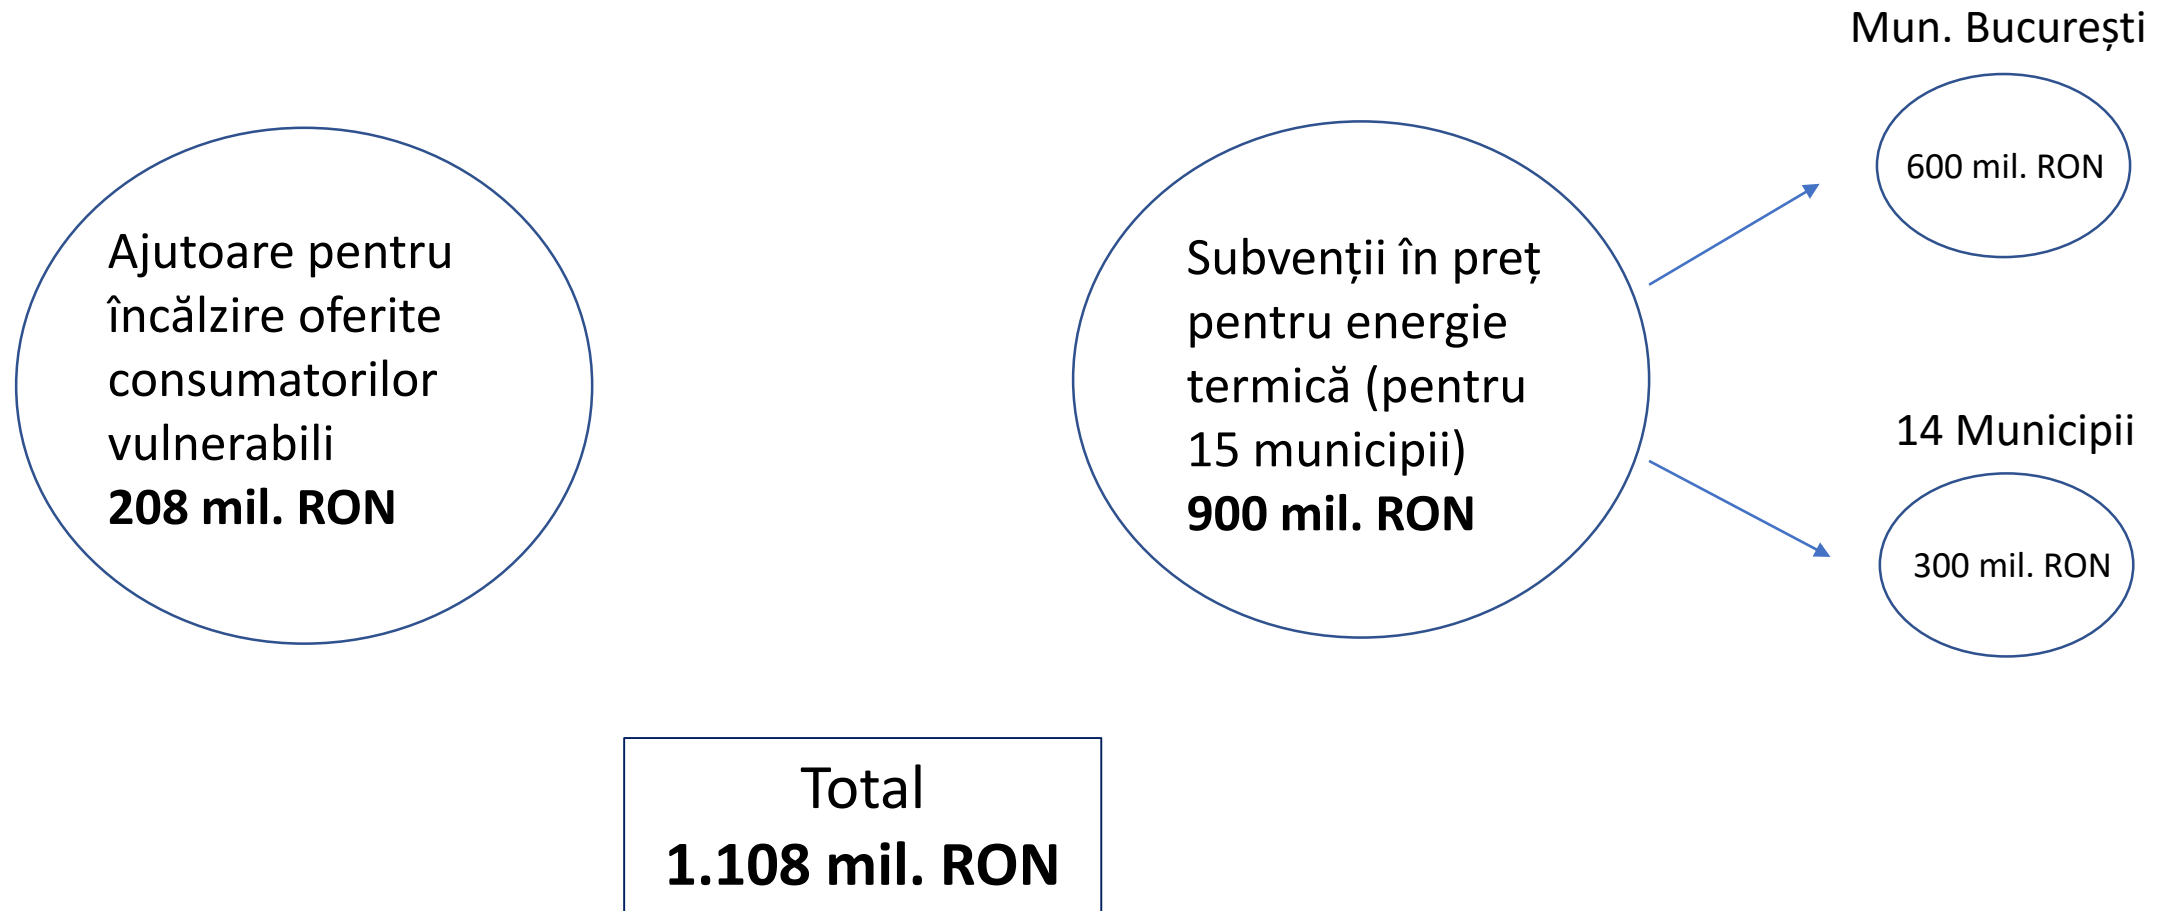 Mun. București
600 mil. RON
Ajutoare pentru
încălzire oferite
consumatorilor
vulnerabili
208 mil. RON
Subvenții în preț
pentru energie
termică (pentru
15 municipii)
900 mil. RON
14 Municipii
300 mil. RON
Total
1.108 mil. RON